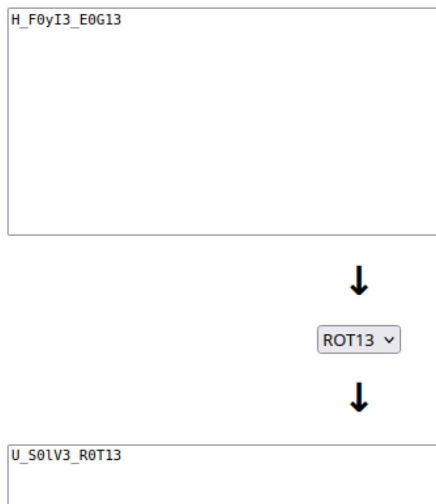 H_F0yI3_E0G13
↓
ROT13
↓
U_S0lV3_R0T13